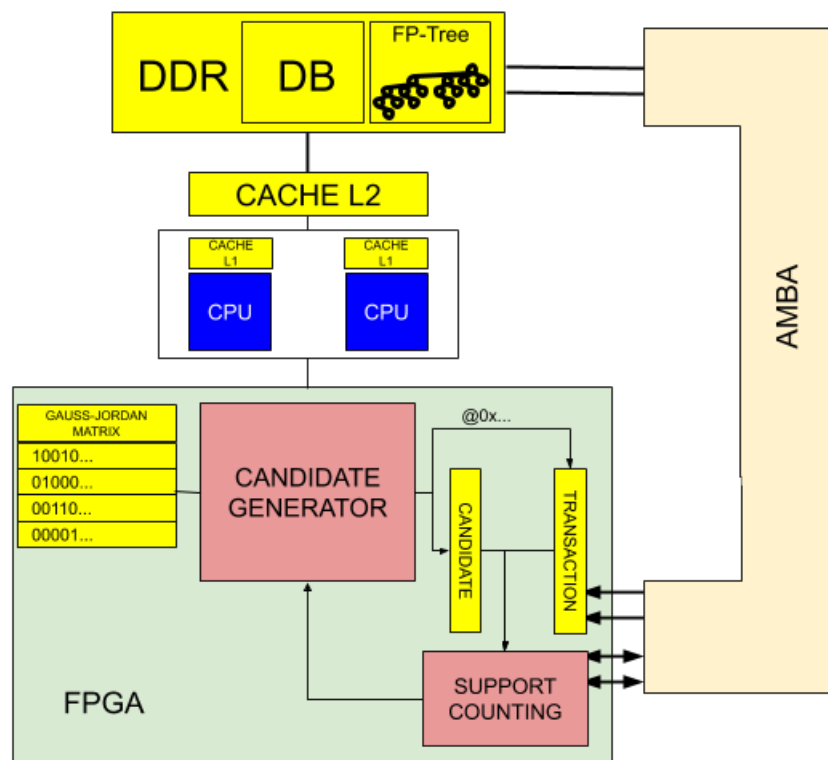 FP-Tree
DDR
DB
CACHE L2
CACHE
L1
CACHE
L1
CPU
CPU
AMBA
GAUSS-JORDAN
MATRIX
10010...
01000...
00110...
00001...
CANDIDATE
GENERATOR
@0x...
CANDIDATE
TRANSACTION
SUPPORT
COUNTING
FPGA